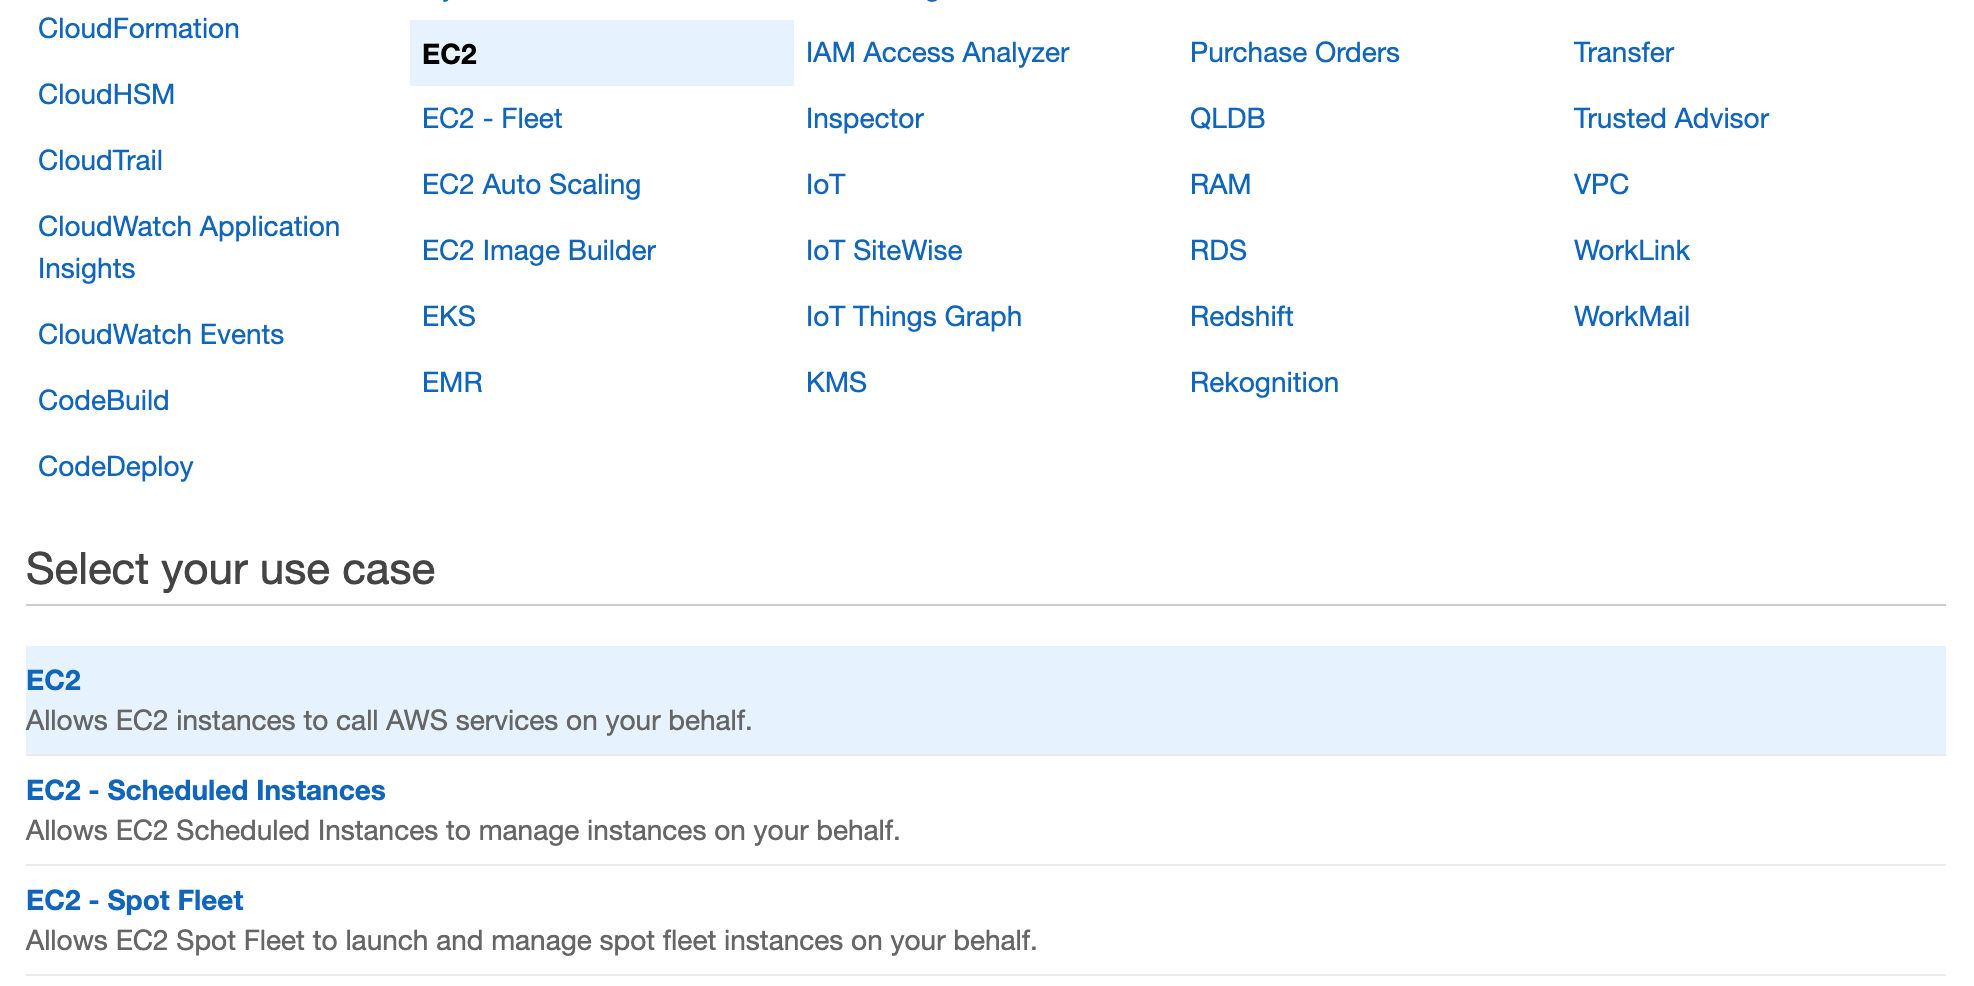 CloudFormation
CloudHSM
CloudTrail
CloudWatch Application
Insights
CloudWatch Events
CodeBuild
CodeDeploy
EC2
EC2 - Fleet
EC2 Auto Scaling
EC2 Image Builder
EKS
EMR
IAM Access Analyzer
Inspector
IoT
IoT SiteWise
IoT Things Graph
KMS
Purchase Orders
QLDB
RAM
RDS
Redshift
Rekognition
Transfer
Trusted Advisor
VPC
WorkLink
WorkMail
Select your use case
EC2
Allows EC2 instances to call AWS services on your behalf.
EC2 - Scheduled Instances
Allows EC2 Scheduled Instances to manage instances on your behalf.
EC2 - Spot Fleet
Allows EC2 Spot Fleet to launch and manage spot fleet instances on your behalf.